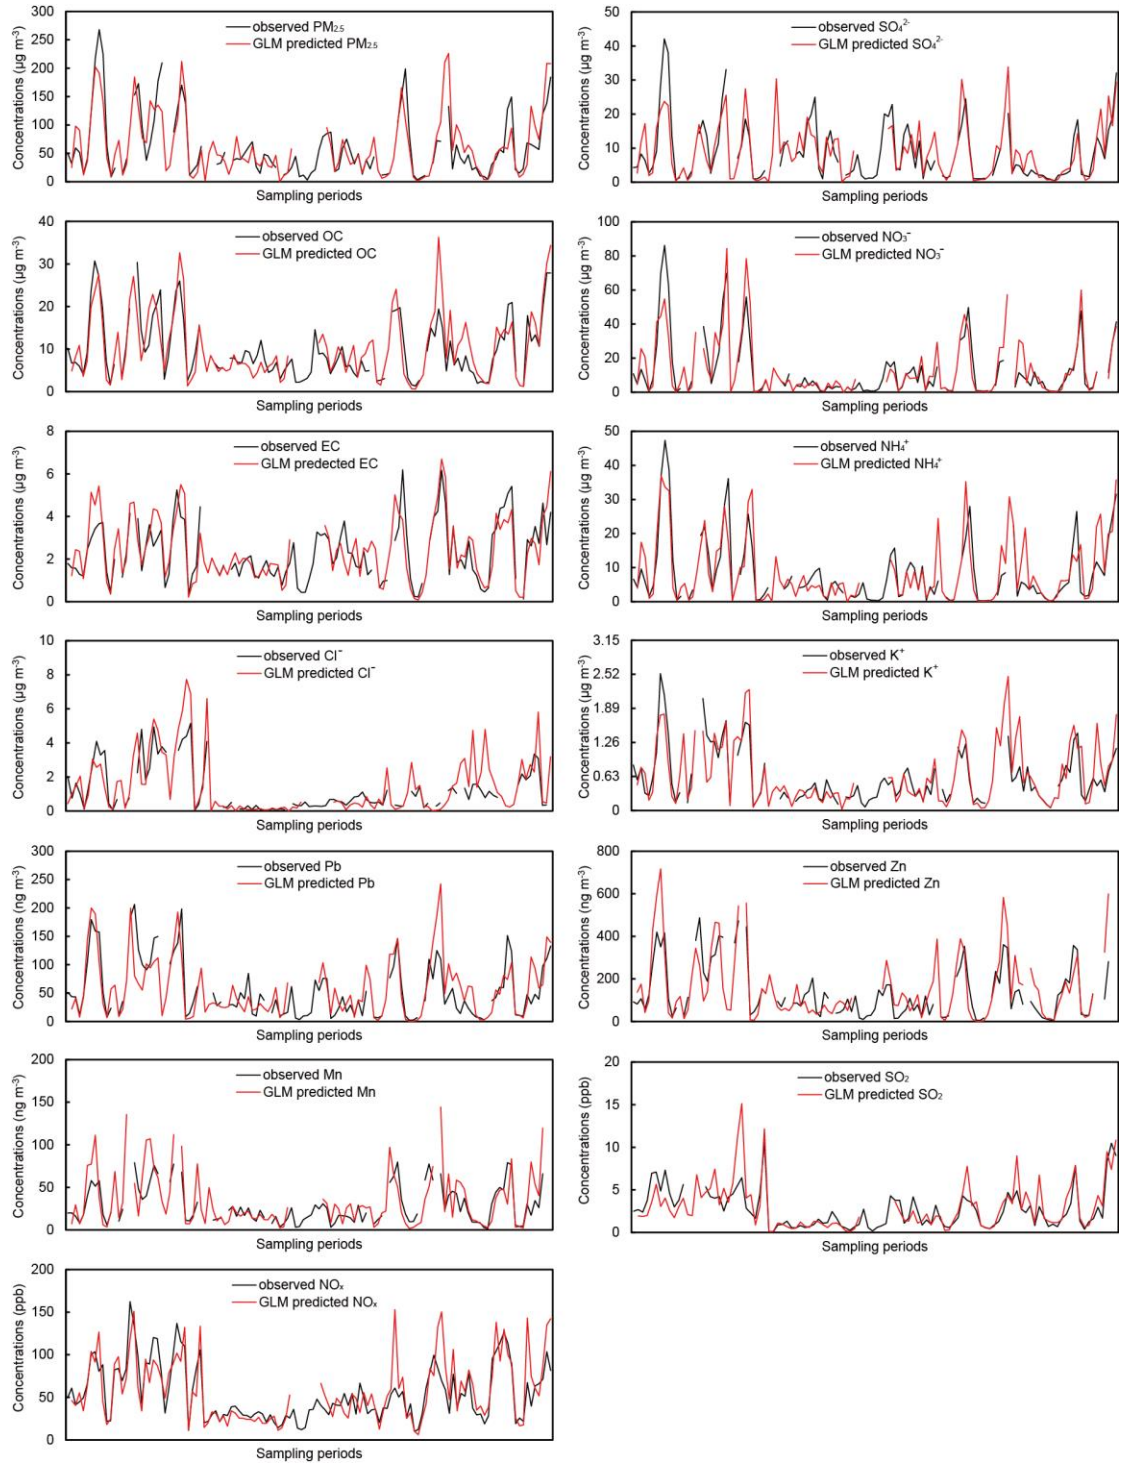 observed PM₂.₅
GLM predicted PM₂.₅
Concentrations (µg m⁻³)
300
250
200
150
100
50
0
Sampling periods
observed SO₄²⁻
GLM predicted SO₄²⁻
Concentrations (µg m⁻³)
50
40
30
20
10
0
Sampling periods
observed OC
GLM predicted OC
Concentrations (µg m⁻³)
40
30
20
10
0
Sampling periods
observed NO₃⁻
GLM predicted NO₃⁻
Concentrations (µg m⁻³)
100
80
60
40
20
0
Sampling periods
observed EC
GLM predected EC
Concentrations (µg m⁻³)
8
6
4
2
0
Sampling periods
observed NH₄⁺
GLM predicted NH₄⁺
Concentrations (µg m⁻³)
50
40
30
20
10
0
Sampling periods
observed Cl⁻
GLM predicted Cl⁻
Concentrations (µg m⁻³)
10
8
6
4
2
0
Sampling periods
observed K⁺
GLM predicted K⁺
Concentrations (µg m⁻³)
3.15
2.52
1.89
1.26
0.63
0
Sampling periods
observed Pb
GLM predicted Pb
Concentrations (ng m⁻³)
300
250
200
150
100
50
0
Sampling periods
observed Zn
GLM predicted Zn
Concentrations (ng m⁻³)
800
600
400
200
0
Sampling periods
observed Mn
GLM predicted Mn
Concentrations (ng m⁻³)
200
150
100
50
0
Sampling periods
observed SO₂
GLM predicted SO₂
Concentrations (ppb)
20
15
10
5
0
Sampling periods
observed NOₓ
GLM predicted NOₓ
Concentrations (ppb)
200
150
100
50
0
Sampling periods